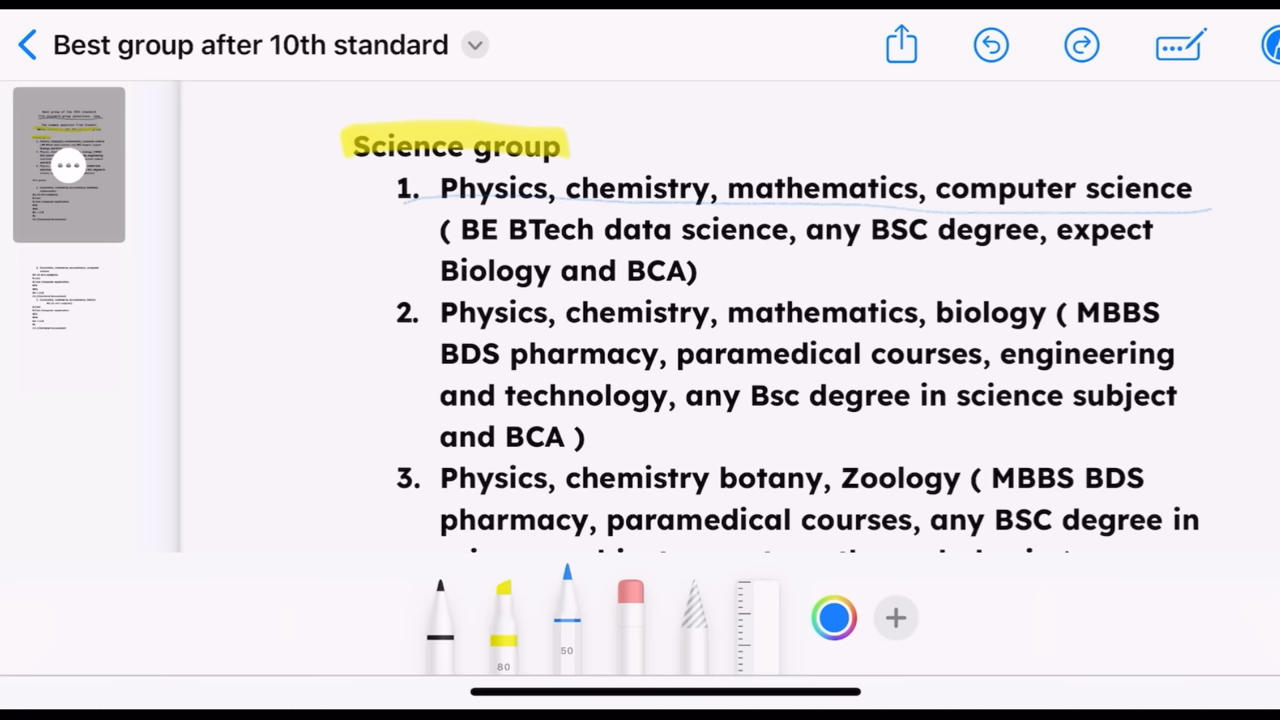 Best group after 10th standard
Science group
1. Physics, chemistry, mathematics, computer science
( BE BTech data science, any BSC degree, expect
Biology and BCA)
2. Physics, chemistry, mathematics, biology ( MBBS
BDS pharmacy, paramedical courses, engineering
and technology, any Bsc degree in science subject
and BCA )
3. Physics, chemistry botany, Zoology ( MBBS BDS
pharmacy, paramedical courses, any BSC degree in
80
50